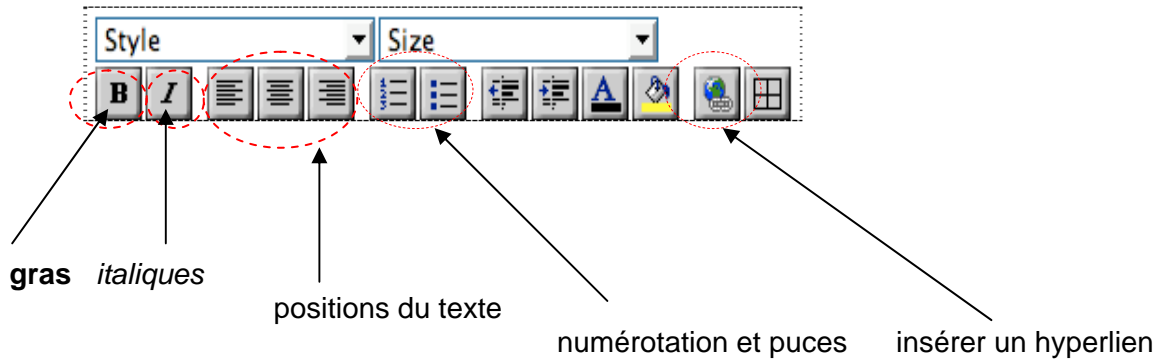 Style Size
B I A
gras italiques
positions du texte
numérotation et puces insérer un hyperlien